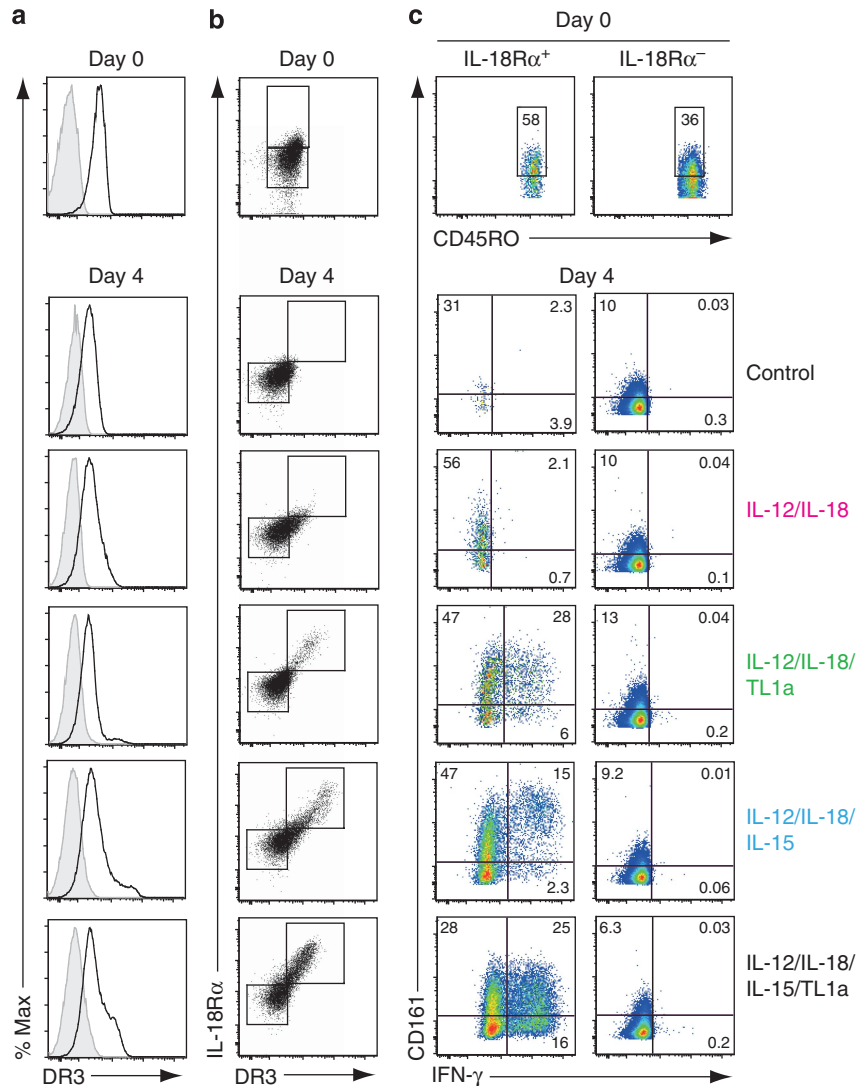 a
b
c
Day 0
Day 0
Day 0
IL-18Rα+
IL-18Rα−
58
36
CD45RO
Day 4
Day 4
Day 4
31
2.3
3.9
10
0.03
0.3
Control
56
2.1
0.7
10
0.04
0.1
IL-12/IL-18
47
28
6
13
0.04
0.2
IL-12/IL-18/
TL1a
47
15
2.3
9.2
0.01
0.06
IL-12/IL-18/
IL-15
28
25
16
6.3
0.03
0.2
IL-12/IL-18/
IL-15/TL1a
% Max
IL-18Rα
CD161
DR3
DR3
IFN-γ